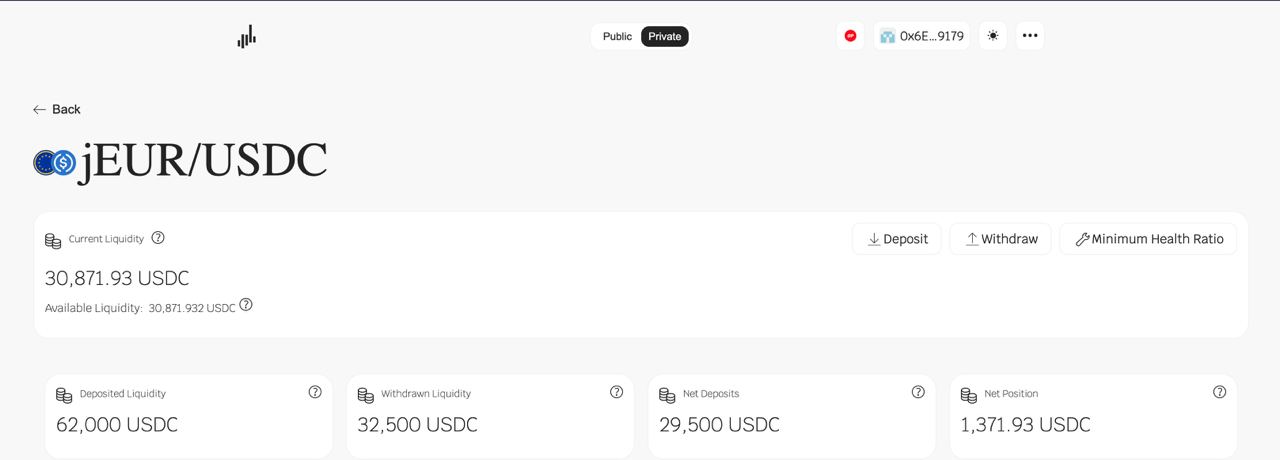 Public Private
OP 0x6E...9179
Back
jEUR/USDC
Current Liquidity ?
Deposit Withdraw Minimum Health Ratio
30,871.93 USDC
Available Liquidity: 30,871.932 USDC ?
Deposited Liquidity ?
62,000 USDC
Withdrawn Liquidity ?
32,500 USDC
Net Deposits ?
29,500 USDC
Net Position ?
1,371.93 USDC